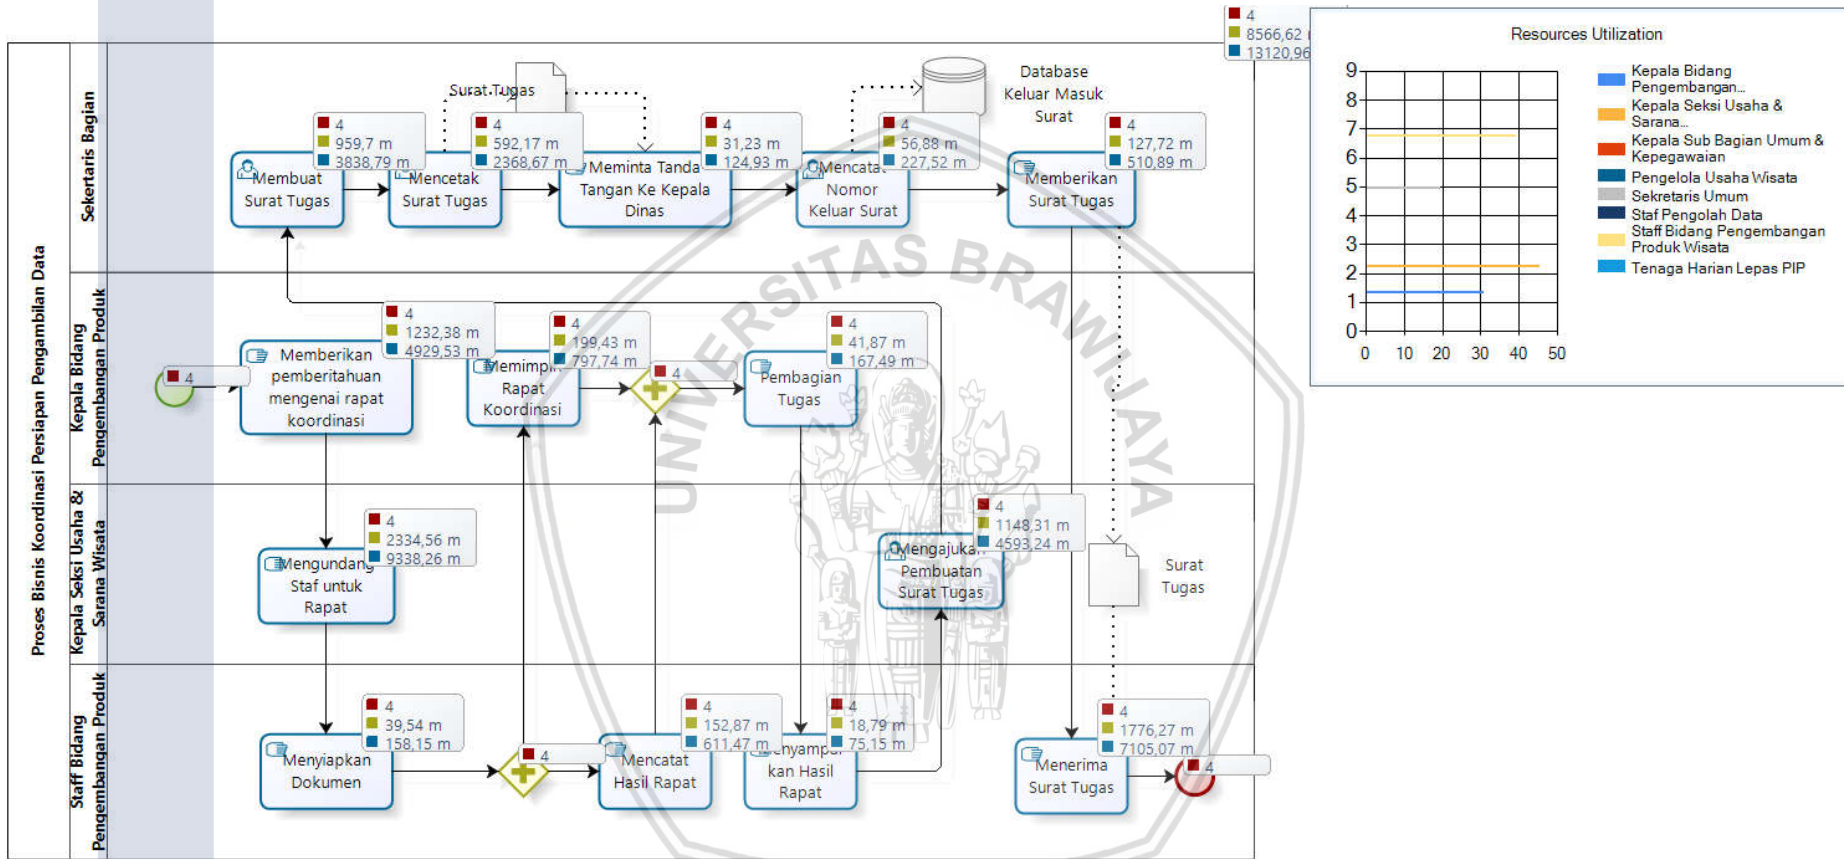 4
8566,62
13120,96
Proses Bisnis Koordinasi Persiapan Pengambilan Data
Sekertaris Bagian
Surat Tugas
Database
Keluar Masuk
Surat
4
959,7 m
3838,79 m
Membuat
Surat Tugas
4
592,17 m
2368,67 m
Mencetak
Surat Tugas
4
31,23 m
124,93 m
Meminta Tanda
Tangan Ke Kepala
Dinas
4
56,88 m
227,52 m
Mencatat
Nomor
Keluar Surat
4
127,72 m
510,89 m
Memberikan
Surat Tugas
Kepala Bidang
Pengembangan Produk
4
4
1232,38 m
4929,53 m
Memberikan
pemberitahuan
mengenai rapat
koordinasi
4
199,43 m
797,74 m
Memimpin
Rapat
Koordinasi
4
4
41,87 m
167,49 m
Pembagian
Tugas
Kepala Seksi Usaha &
Sarana Wisata
4
2334,56 m
9338,26 m
Mengundang
Staf untuk
Rapat
4
1148,31 m
4593,24 m
Mengajukan
Pembuatan
Surat Tugas
Surat
Tugas
Staff Bidang
Pengembangan Produk
4
39,54 m
158,15 m
Menyiapkan
Dokumen
4
4
152,87 m
611,47 m
Mencatat
Hasil Rapat
4
18,79 m
75,15 m
kan Hasil
Rapat
4
1776,27 m
7105,07 m
Menerima
Surat Tugas
4
UNIVERSITAS BRAWIJAYA
Resources Utilization
9
8
7
6
5
4
3
2
1
0
0 10 20 30 40 50
Kepala Bidang
Pengembangan...
Kepala Seksi Usaha &
Sarana...
Kepala Sub Bagian Umum &
Kepegawaian
Pengelola Usaha Wisata
Sekretaris Umum
Staf Pengolah Data
Staff Bidang Pengembangan
Produk Wisata
Tenaga Harian Lepas PIP